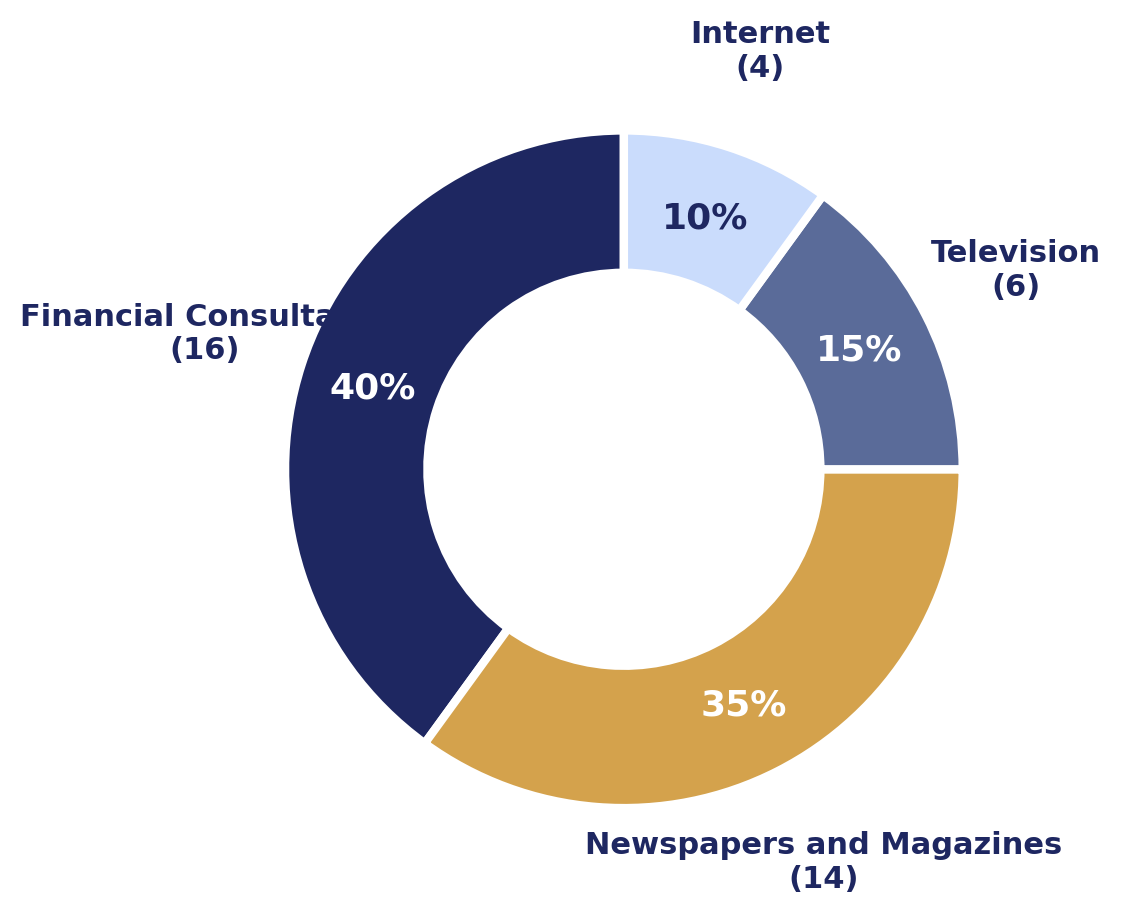 Internet
(4)
10%
Television
(6)
15%
Financial Consulta
(16)
40%
35%
Newspapers and Magazines
(14)